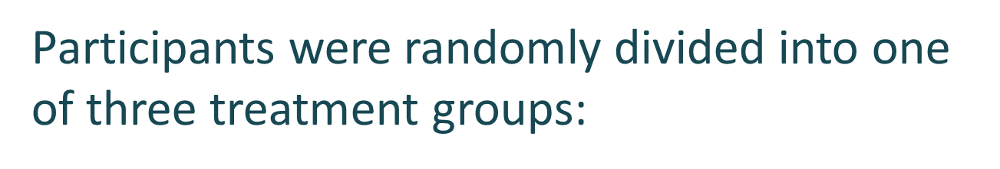 Participants were randomly divided into one
of three treatment groups: